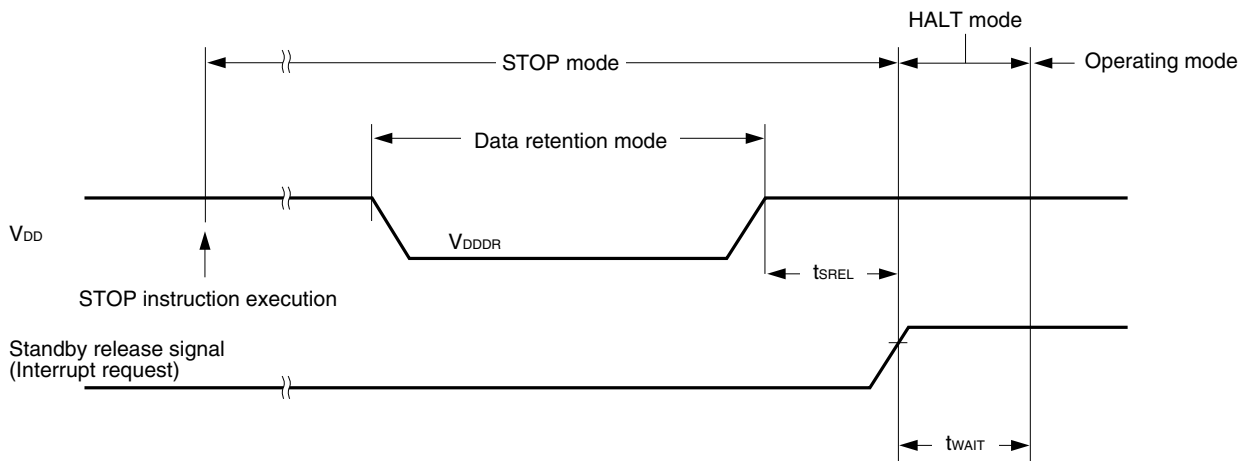 HALT mode
STOP mode
Operating mode
Data retention mode
VDD
VDDDR
tSREL
STOP instruction execution
Standby release signal
(Interrupt request)
tWAIT